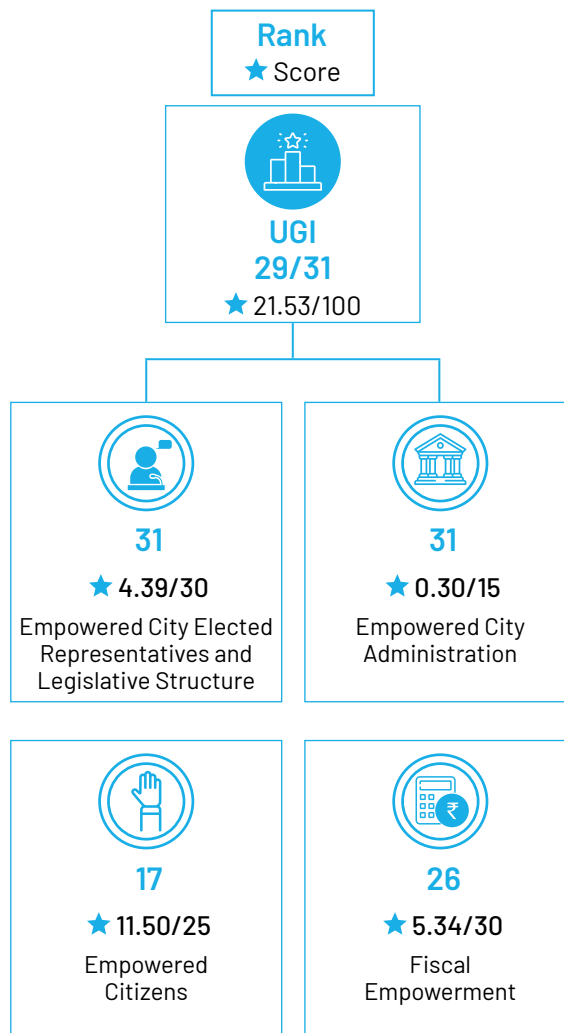 Rank
Score
UGI
29/31
21.53/100
31
4.39/30
Empowered City Elected
Representatives and
Legislative Structure
31
0.30/15
Empowered City
Administration
17
11.50/25
Empowered
Citizens
₹
26
5.34/30
Fiscal
Empowerment